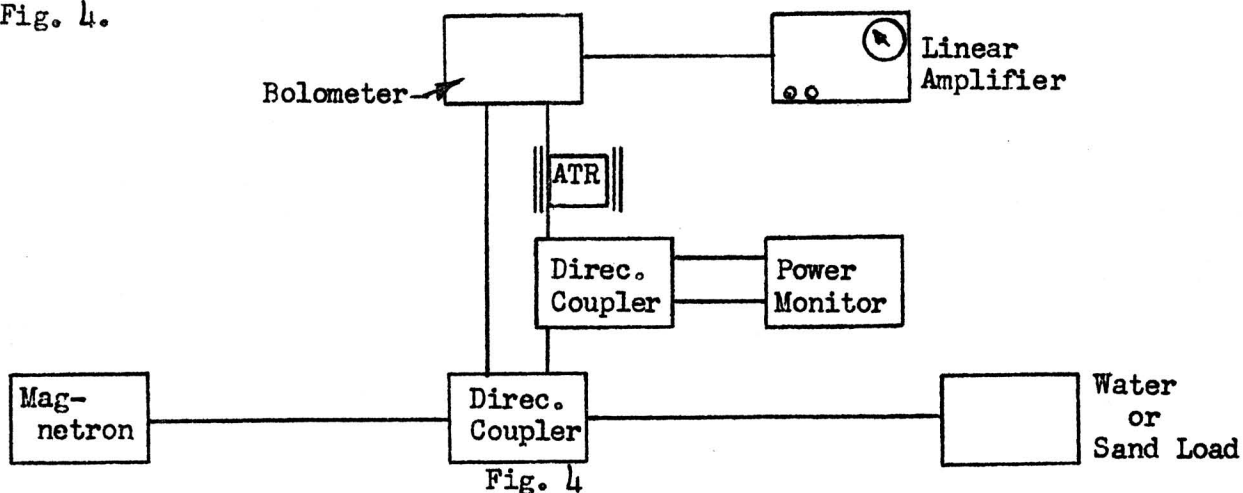 Fig. 4.
Bolometer
Linear
Amplifier
ATR
Direc.
Coupler
Power
Monitor
Mag-
netron
Direc.
Coupler
Water
or
Sand Load
Fig. 4